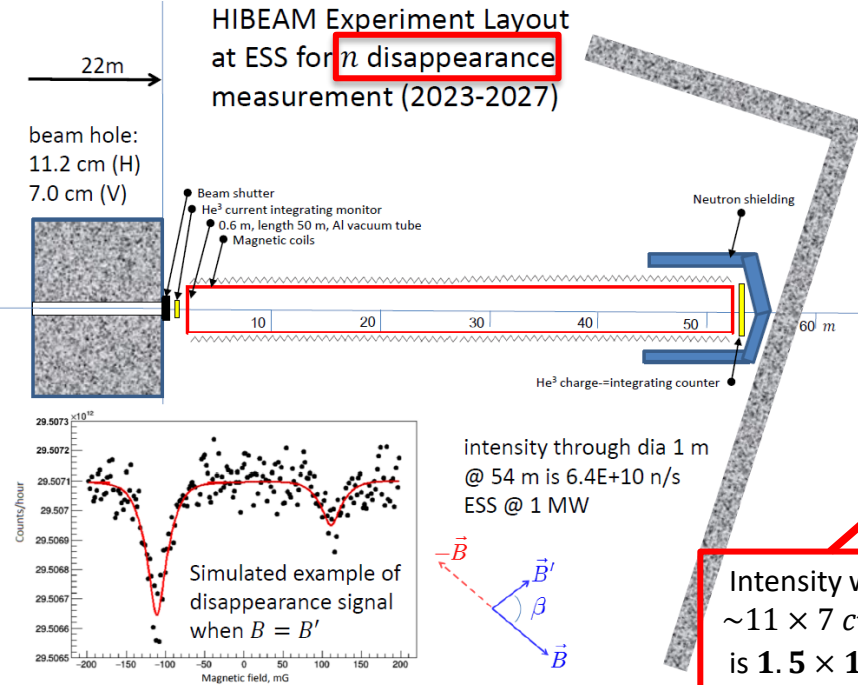 HIBEAM Experiment Layout
at ESS for n disappearance
measurement (2023-2027)
22m
beam hole:
11.2 cm (H)
7.0 cm (V)
Beam shutter
He³ current integrating monitor
0.6 m, length 50 m, Al vacuum tube
Magnetic coils
Neutron shielding
10 20 30 40 50 60 m
He³ charge-=integrating counter
×10¹²
29.5073
29.5072
29.5071
29.507
29.5069
29.5068
29.5067
29.5066
29.5065
Counts/hour
−200 −150 −100 −50 0 50 100 150 200
Magnetic field, mG
Simulated example of
disappearance signal
when B = B′
intensity through dia 1 m
@ 54 m is 6.4E+10 n/s
ESS @ 1 MW
−B⃗
B⃗′
β
B⃗
Intensity
~11 × 7
is 1.5 ×